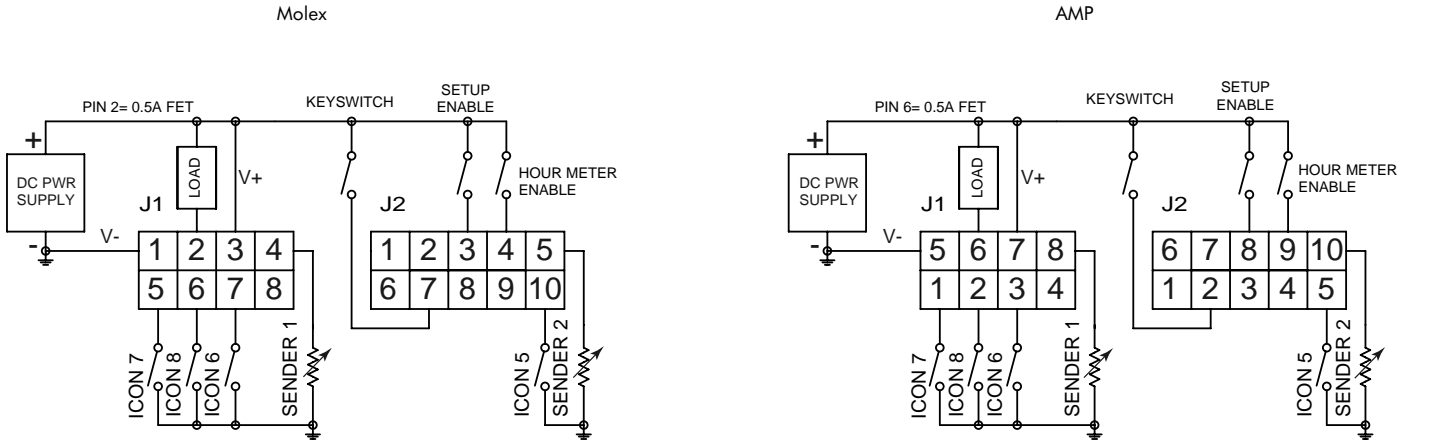 Molex
PIN 2= 0.5A FET
KEYSWITCH
SETUP
ENABLE
+
DC PWR
SUPPLY
-
V-
LOAD
V+
HOUR METER
ENABLE
J1
J2
1 2 3 4
5 6 7 8
1 2 3 4 5
6 7 8 9 10
ICON 7
ICON 8
ICON 6
SENDER 1
ICON 5
SENDER 2
AMP
PIN 6= 0.5A FET
KEYSWITCH
SETUP
ENABLE
+
DC PWR
SUPPLY
-
V-
LOAD
V+
HOUR METER
ENABLE
J1
J2
5 6 7 8
1 2 3 4
6 7 8 9 10
1 2 3 4 5
ICON 7
ICON 8
ICON 6
SENDER 1
ICON 5
SENDER 2